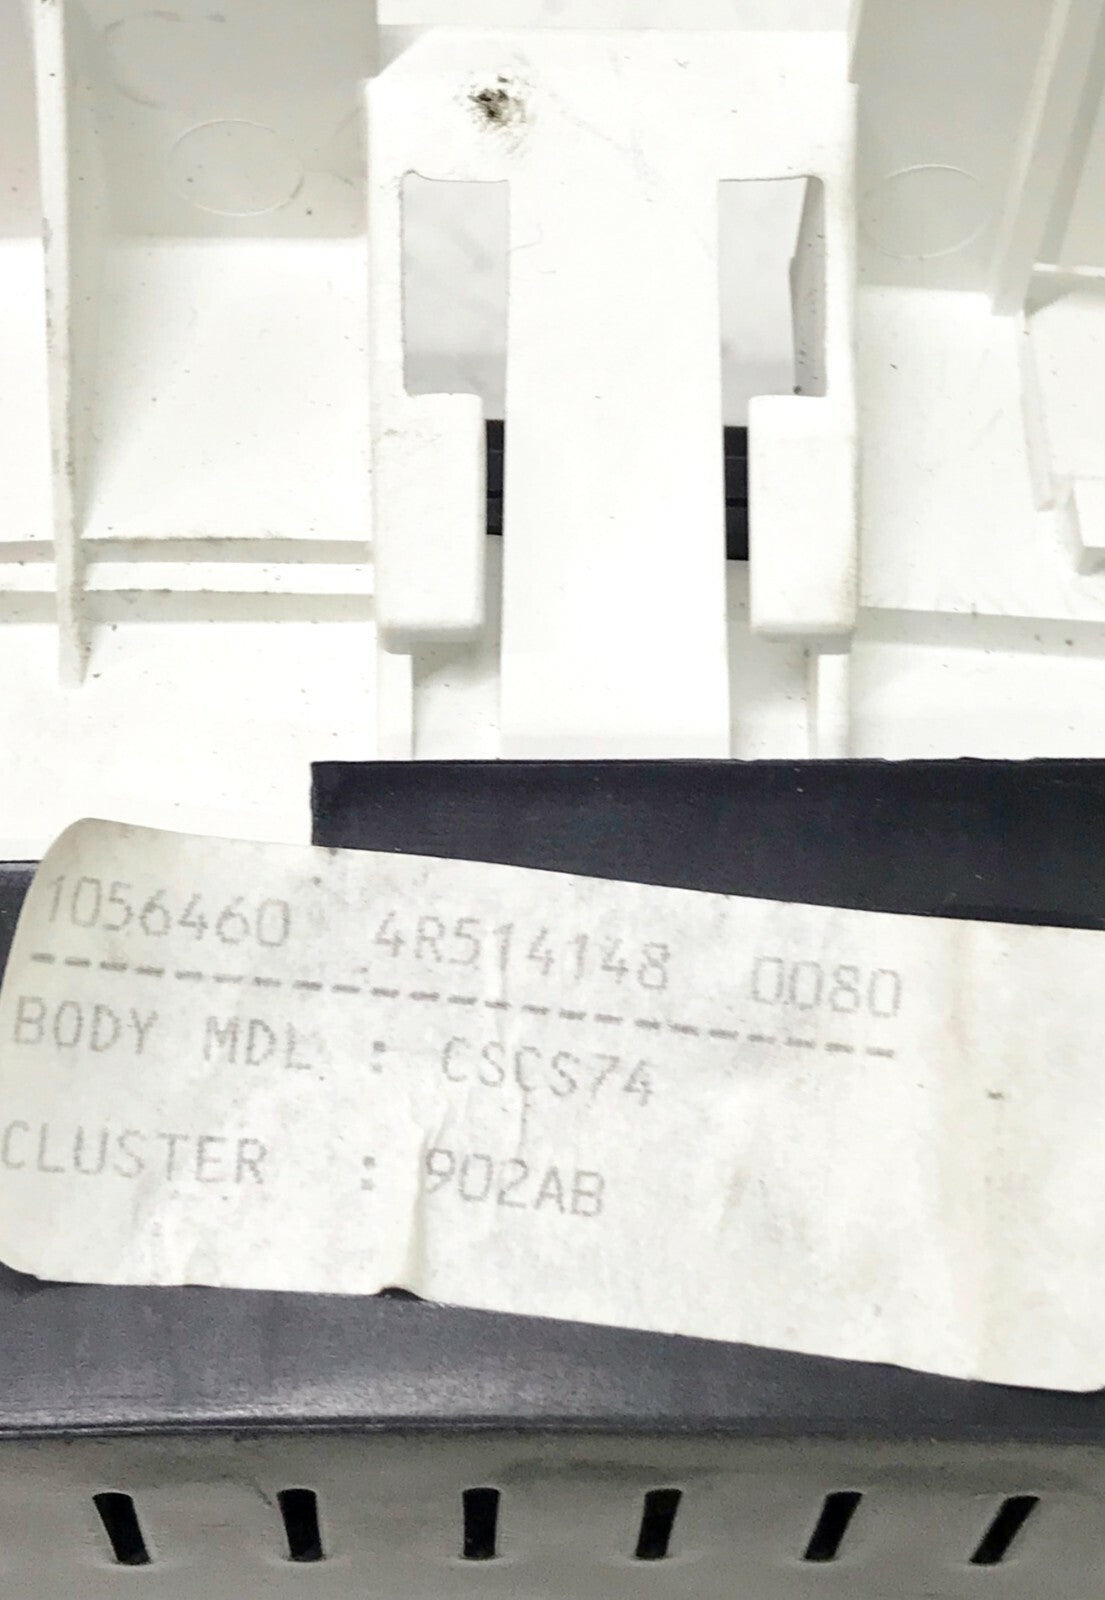 1056460 4R514148 0080
---------------------------
BODY MDL : CSCS74
CLUSTER : 902AB